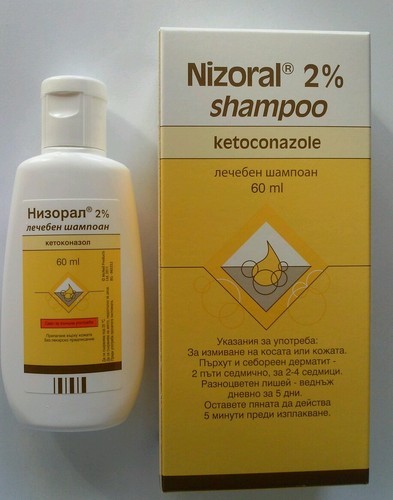 Низорал® 2%
лечебен шампоан
кетоконазол
60 ml
Nizoral® 2%
shampoo
ketoconazole
лечебен шампоан
60 ml
Указания за употреба:
За измиване на косата или кожата.
Пърхут и себореен дерматит -
2 пъти седмично, за 2-4 седмици.
Разноцветен лишей - веднъж
дневно за 5 дни.
Оставете пяната да действа
5 минути преди изплакване.